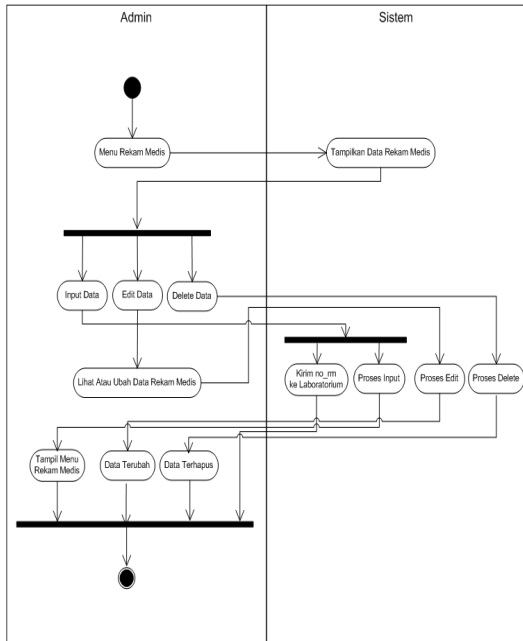 Admin
Sistem
Menu Rekam Medis
Tampilkan Data Rekam Medis
Input Data
Edit Data
Delete Data
Lihat Atau Ubah Data Rekam Medis
Kirim no_rm
ke Laboratorium
Proses Input
Proses Edit
Proses Delete
Tampil Menu
Rekam Medis
Data Terubah
Data Terhapus